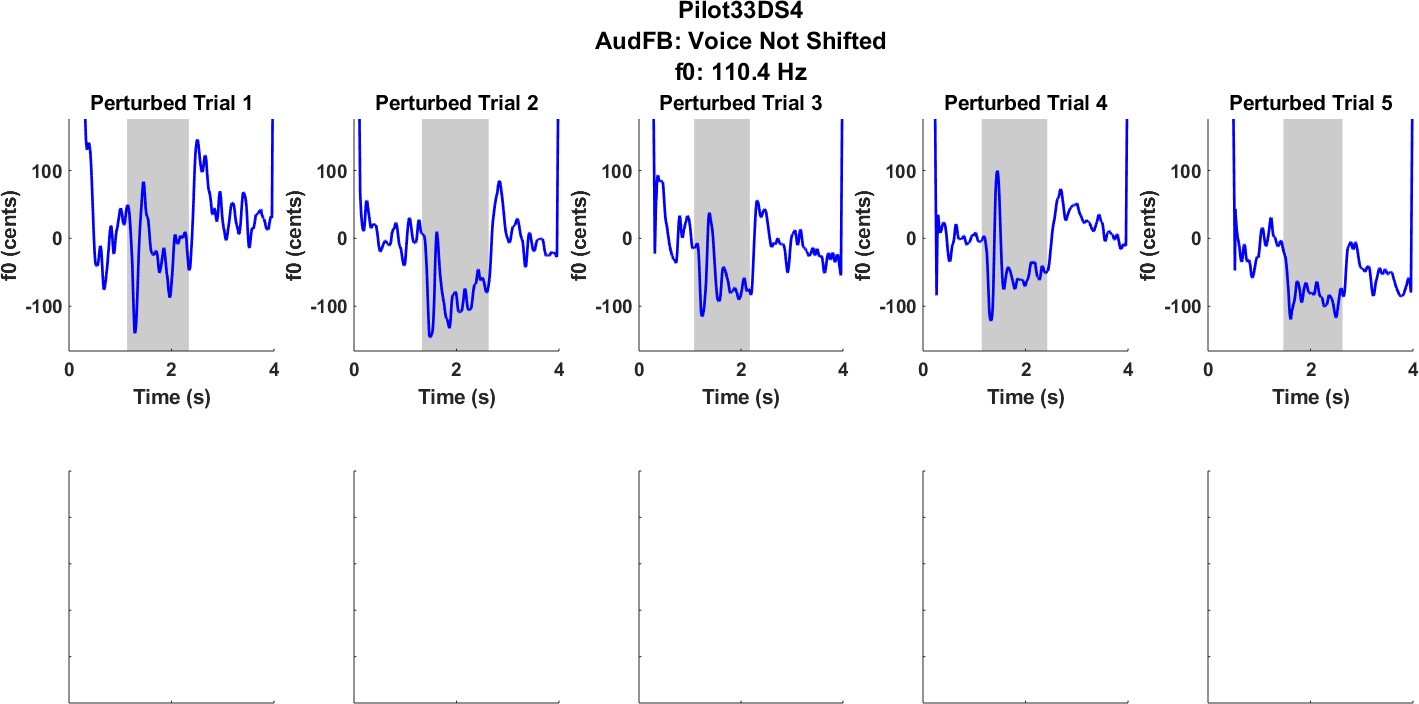 Pilot33DS4
AudFB: Voice Not Shifted
f0: 110.4 Hz
Perturbed Trial 1
f0 (cents)
100
0
-100
0
2
4
Time (s)
Perturbed Trial 2
f0 (cents)
100
0
-100
0
2
4
Time (s)
Perturbed Trial 3
f0 (cents)
100
0
-100
0
2
4
Time (s)
Perturbed Trial 4
f0 (cents)
100
0
-100
0
2
4
Time (s)
Perturbed Trial 5
f0 (cents)
100
0
-100
0
2
4
Time (s)